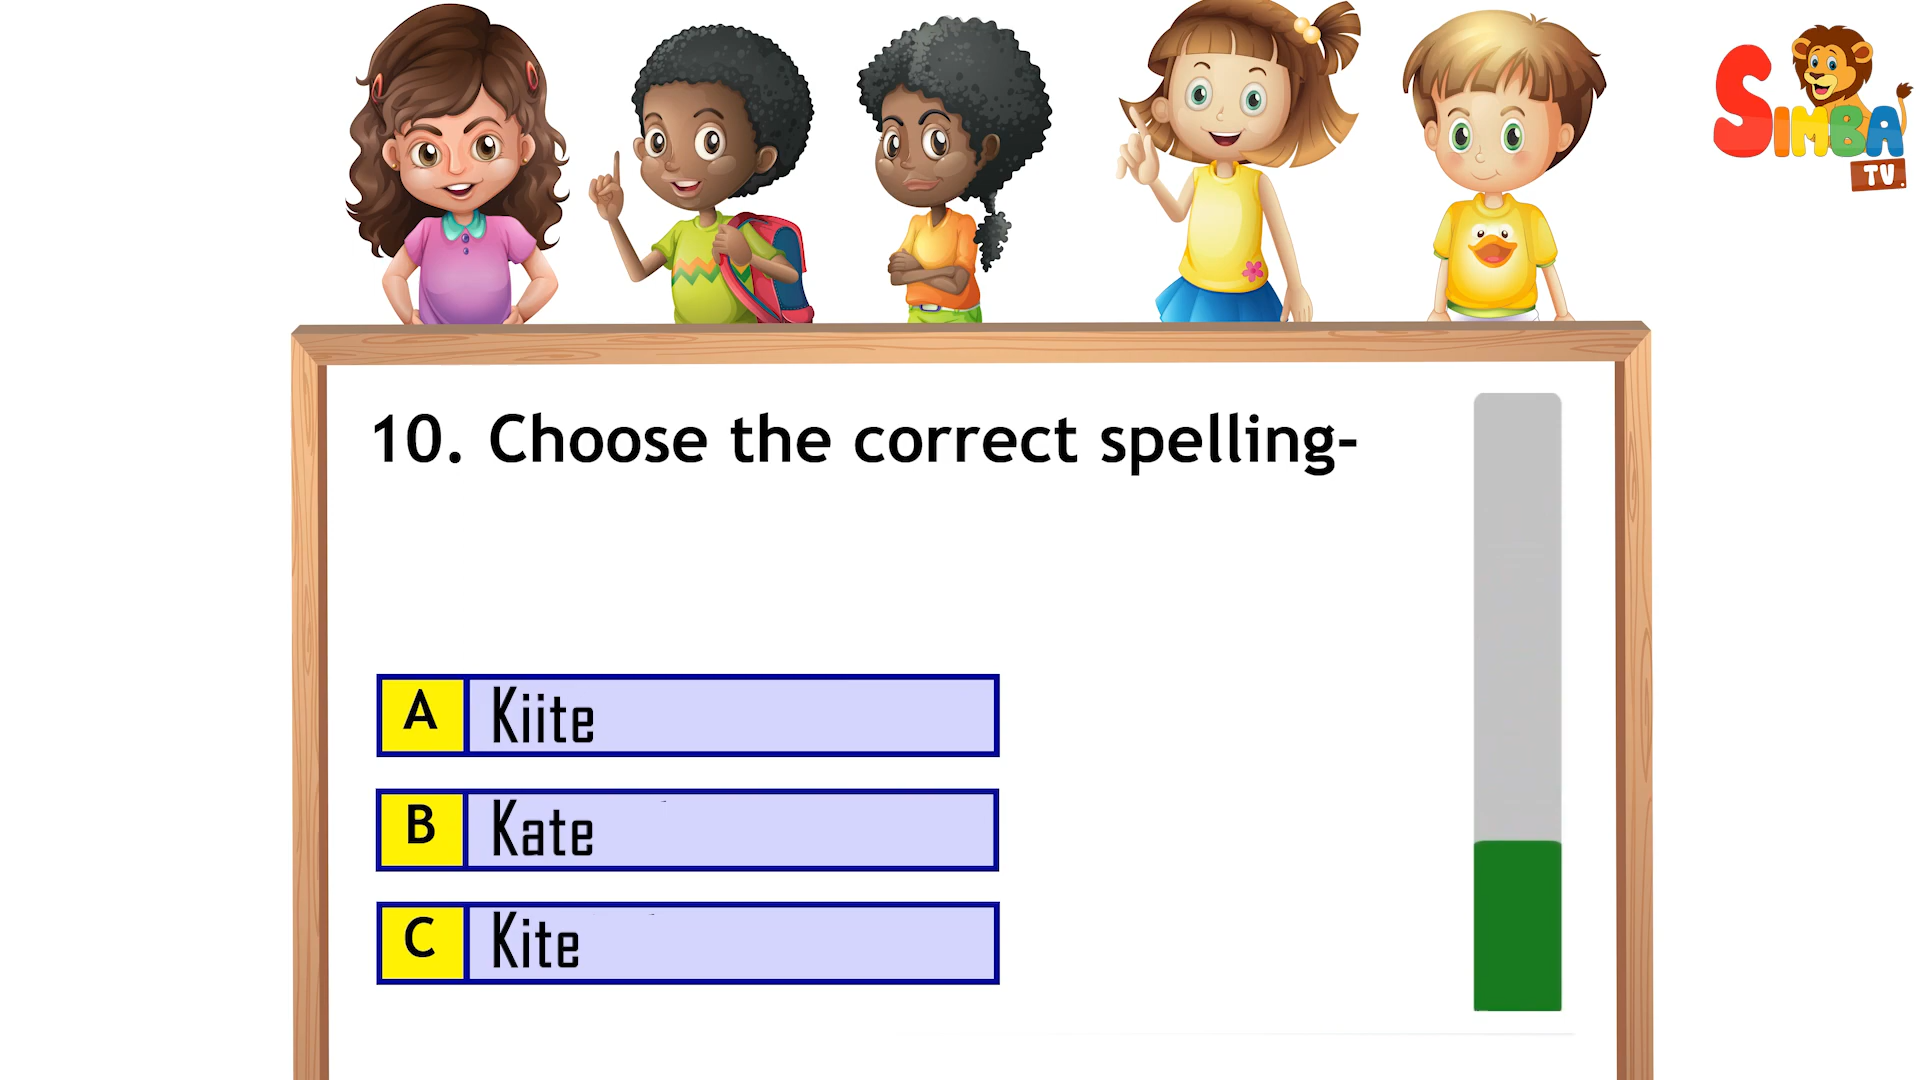 SIMBA
TV
10. Choose the correct spelling-
A Kiite
B Kate
C Kite